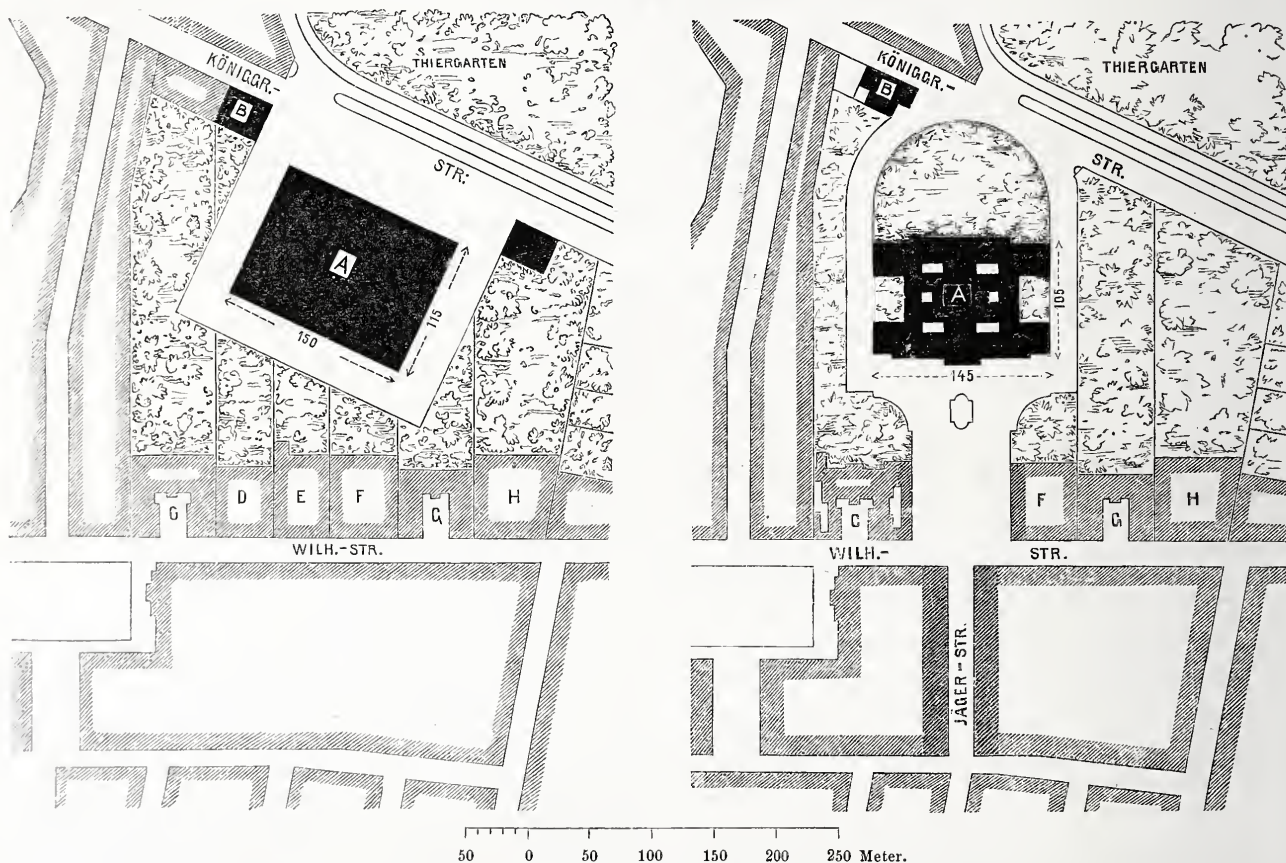 KÖNIGGR.-
THIERGARTEN
B
STR:
A
150
115
G
D
E
F
G
H
WILH.-STR.
KÖNIGGR.-
THIERGARTEN
B
STR.
A
105
145
C
F
G
H
WILH.-
STR.
JÄGER-STR.
50 0 50 100 150 200 250 Meter.